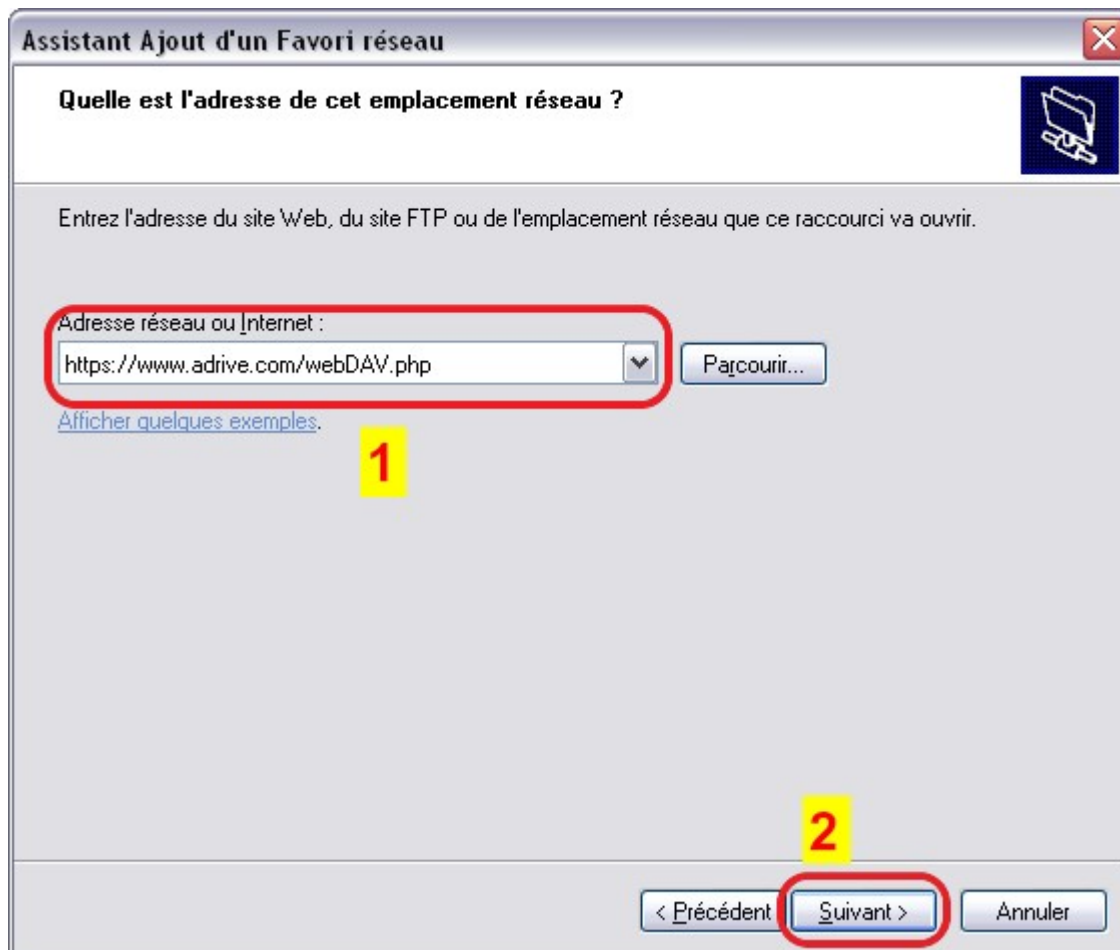 Assistant Ajout d'un Favori réseau
Quelle est l'adresse de cet emplacement réseau ?
Entrez l'adresse du site Web, du site FTP ou de l'emplacement réseau que ce raccourci va ouvrir.
Adresse réseau ou Internet :
https://www.adrive.com/webDAV.php
Parcourir...
Afficher quelques exemples.
1
2
< Précédent
Suivant >
Annuler